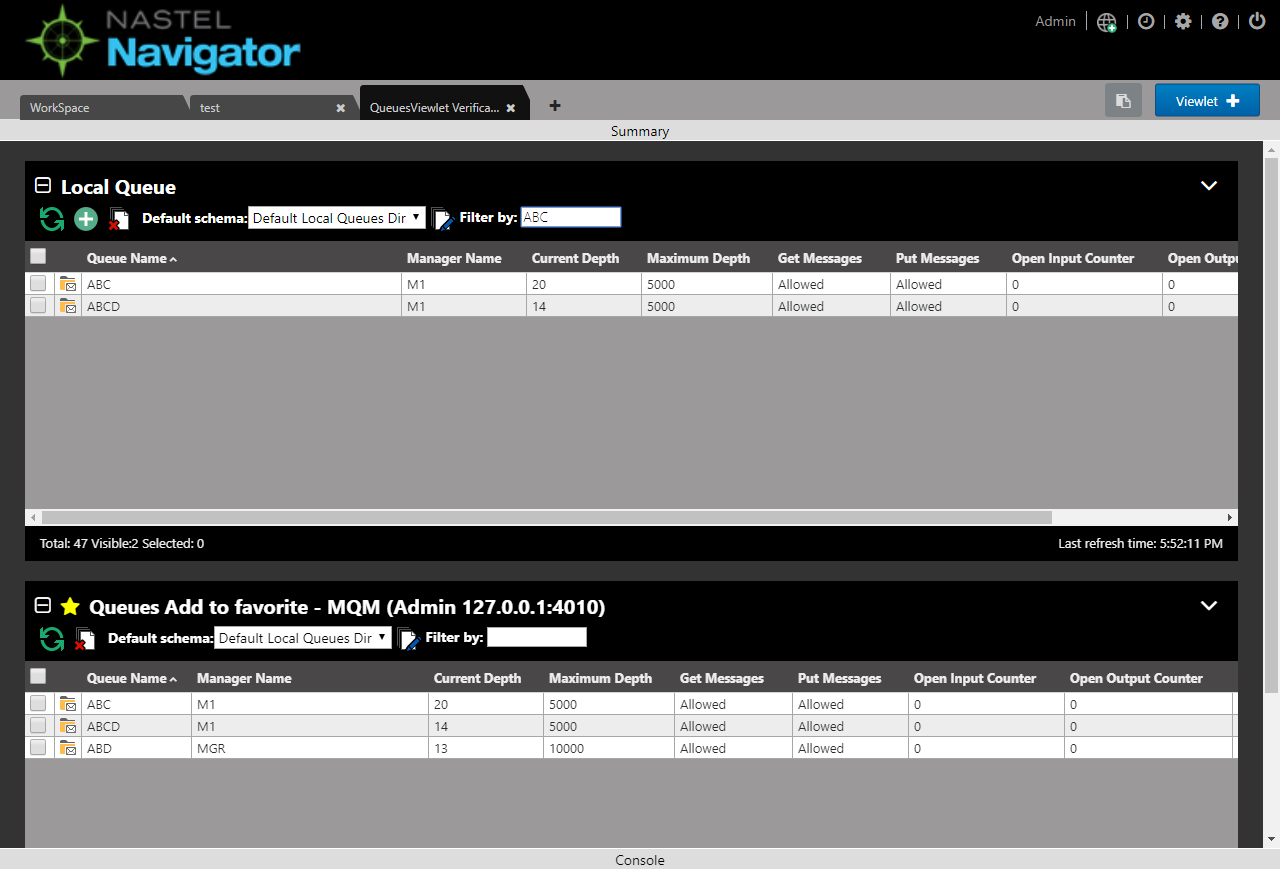 NASTEL
Navigator
Admin
WorkSpace
test
QueuesViewlet Verifica...
Viewlet
Summary
Local Queue
Default schema: Default Local Queues Dir Filter by: ABC
Queue Name Manager Name Current Depth Maximum Depth Get Messages Put Messages Open Input Counter Open Outpu
ABC M1 20 5000 Allowed Allowed 0 0
ABCD M1 14 5000 Allowed Allowed 0 0
Total: 47 Visible:2 Selected: 0 Last refresh time: 5:52:11 PM
Queues Add to favorite - MQM (Admin 127.0.0.1:4010)
Default schema: Default Local Queues Dir Filter by:
Queue Name Manager Name Current Depth Maximum Depth Get Messages Put Messages Open Input Counter Open Output Counter
ABC M1 20 5000 Allowed Allowed 0 0
ABCD M1 14 5000 Allowed Allowed 0 0
ABD MGR 13 10000 Allowed Allowed 0 0
Console